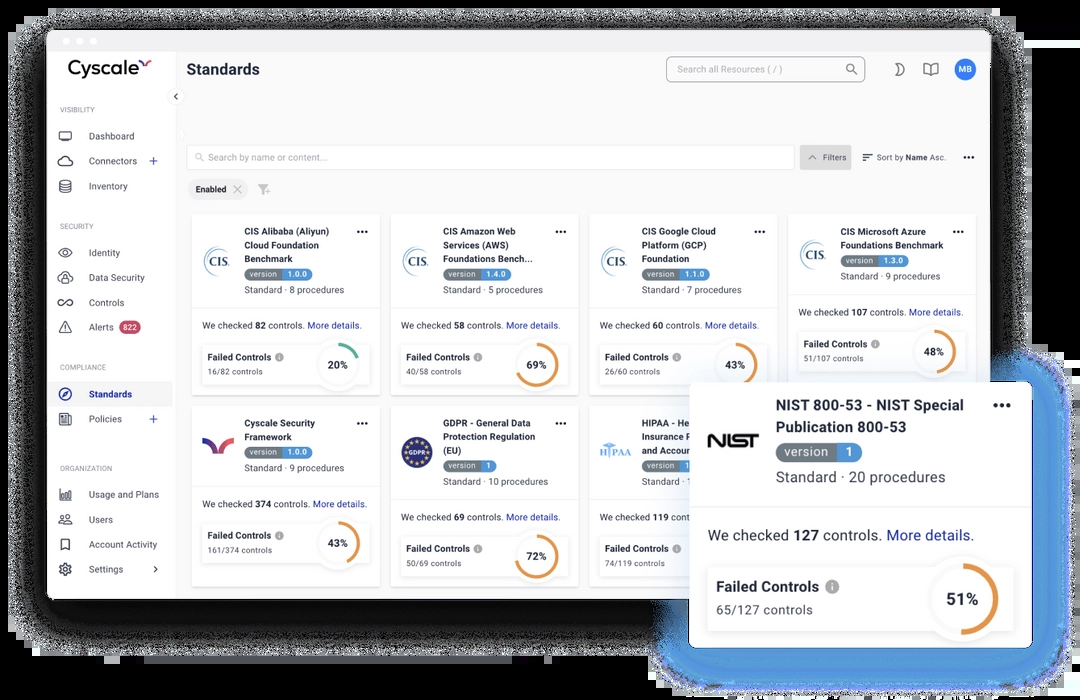 Cyscale
Standards
Search all Resources ( / )
MB
VISIBILITY
Dashboard
Connectors +
Inventory
SECURITY
Identity
Data Security
Controls
Alerts 822
COMPLIANCE
Standards
Policies +
ORGANIZATION
Usage and Plans
Users
Account Activity
Settings
Search by name or content...
Filters
Sort by Name Asc.
Enabled
CIS
CIS Alibaba (Aliyun)
Cloud Foundation
Benchmark
version 1.0.0
Standard · 8 procedures
We checked 82 controls. More details.
Failed Controls
16/82 controls
20%
CIS
CIS Amazon Web
Services (AWS)
Foundations Bench...
version 1.4.0
Standard · 5 procedures
We checked 58 controls. More details.
Failed Controls
40/58 controls
69%
CIS
CIS Google Cloud
Platform (GCP)
Foundation
version 1.1.0
Standard · 7 procedures
We checked 60 controls. More details.
Failed Controls
26/60 controls
43%
CIS
CIS Microsoft Azure
Foundations Benchmark
version 1.3.0
Standard · 9 procedures
We checked 107 controls. More details.
Failed Controls
51/107 controls
48%
Cyscale Security
Framework
version 1.0.0
Standard · 9 procedures
We checked 374 controls. More details.
Failed Controls
161/374 controls
43%
GDPR
GDPR - General Data
Protection Regulation
(EU)
version 1
Standard · 10 procedures
We checked 69 controls. More details.
Failed Controls
50/69 controls
72%
HIPAA
HIPAA - He
Insurance P
and Accoun
version 1
Standard ·
We checked 119 cont
Failed Controls
74/119 controls
NIST
NIST 800-53 - NIST Special
Publication 800-53
version 1
Standard · 20 procedures
We checked 127 controls. More details.
Failed Controls
65/127 controls
51%